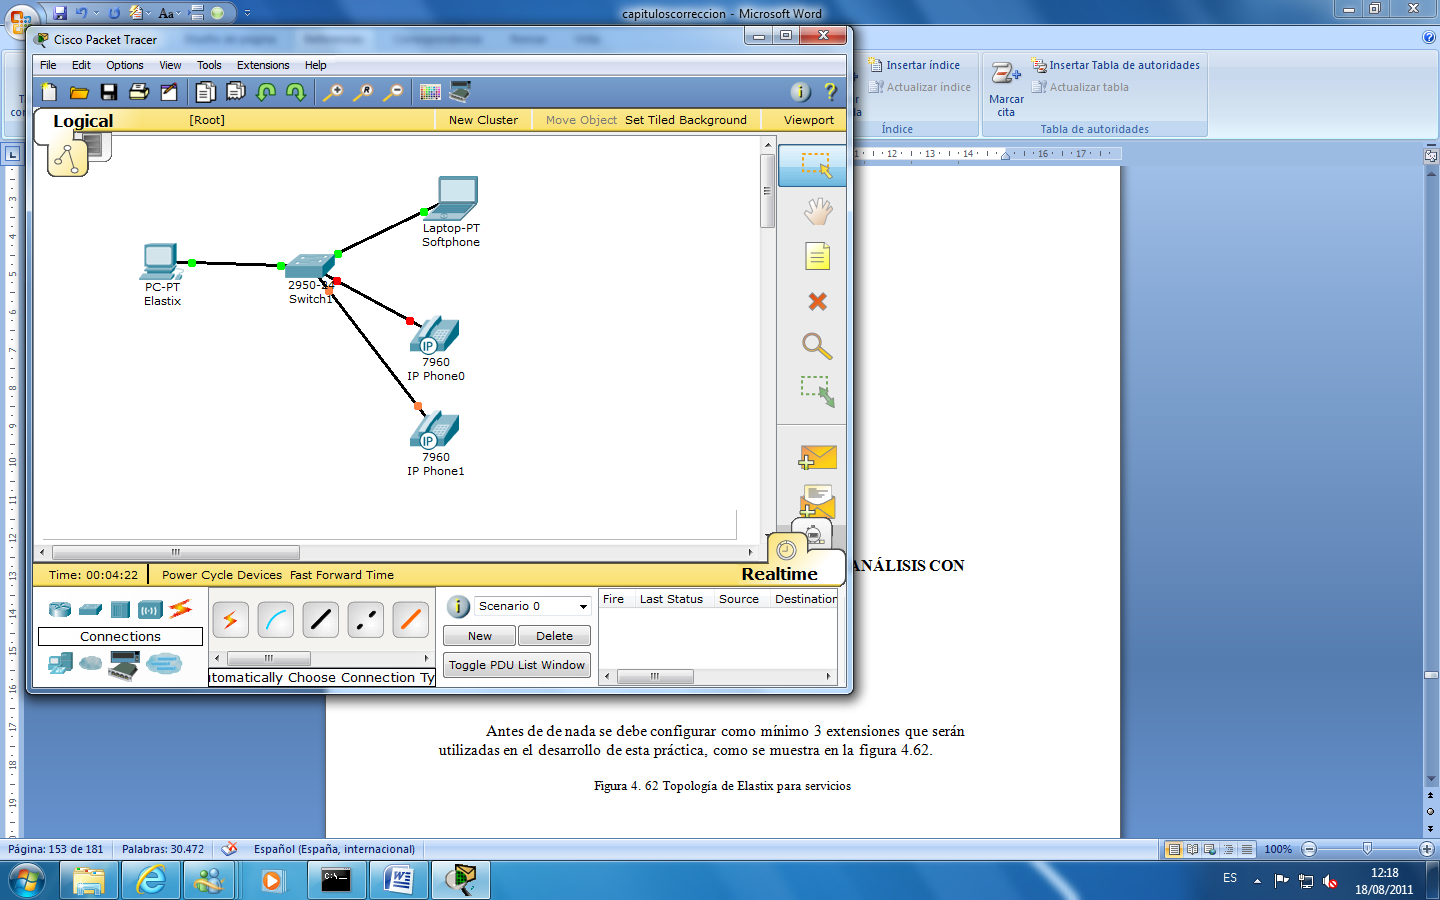 capituloscorreccion - Microsoft Word
Cisco Packet Tracer
File Edit Options View Tools Extensions Help
Insertar índice
Actualizar índice
Índice
Marcar cita
Insertar Tabla de autoridades
Actualizar tabla
Tabla de autoridades
Logical
[Root]
New Cluster
Move Object
Set Tiled Background
Viewport
Laptop-PT
Softphone
PC-PT
Elastix
2950-24
Switch1
IP
7960
IP Phone0
IP
7960
IP Phone1
Time: 00:04:22
Power Cycle Devices Fast Forward Time
Realtime
Connections
Scenario 0
New
Delete
Toggle PDU List Window
Fire Last Status Source Destination
utomatically Choose Connection Ty
ANÁLISIS CON
Antes de de nada se debe configurar como mínimo 3 extensiones que serán
utilizadas en el desarrollo de esta práctica, como se muestra en la figura 4.62.
Figura 4. 62 Topología de Elastix para servicios
Página: 153 de 181
Palabras: 30.472
Español (España, internacional)
100%
ES
12:18
18/08/2011